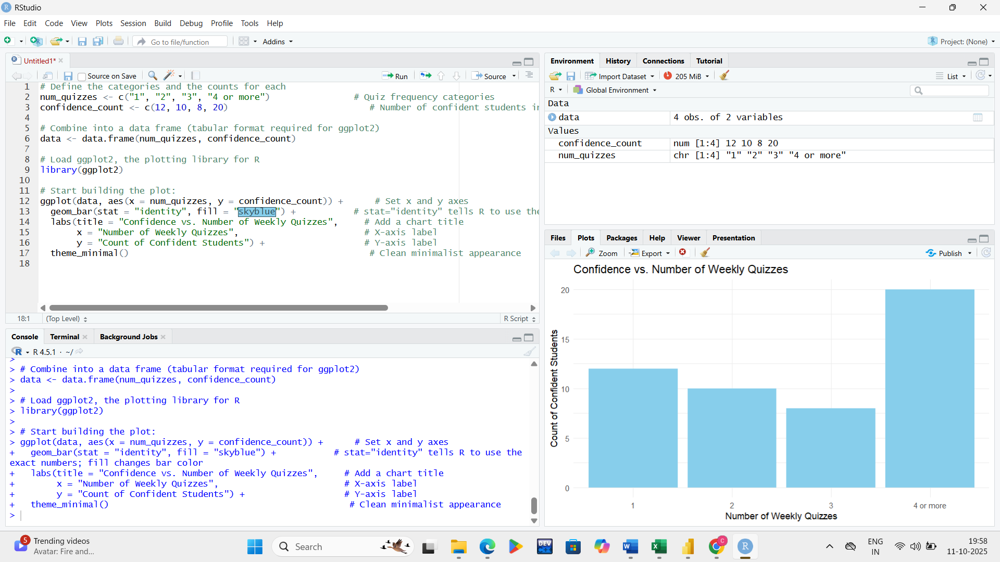 RStudio
File Edit Code View Plots Session Build Debug Profile Tools Help
Go to file/function Addins Project: (None)
Untitled1*
Source on Save Run Source
1 # Define the categories and the counts for each
2 num_quizzes <- c("1", "2", "3", "4 or more") # Quiz frequency categories
3 confidence_count <- c(12, 10, 8, 20) # Number of confident students in
4
5 # Combine into a data frame (tabular format required for ggplot2)
6 data <- data.frame(num_quizzes, confidence_count)
7
8 # Load ggplot2, the plotting library for R
9 library(ggplot2)
10
11 # Start building the plot:
12 ggplot(data, aes(x = num_quizzes, y = confidence_count)) + # Set x and y axes
13 geom_bar(stat = "identity", fill = "skyblue") + # stat="identity" tells R to use the
14 labs(title = "Confidence vs. Number of Weekly Quizzes", # Add a chart title
15 x = "Number of Weekly Quizzes", # X-axis label
16 y = "Count of Confident Students") + # Y-axis label
17 theme_minimal() # Clean minimalist appearance
18
18:1 (Top Level) R Script
Console Terminal Background Jobs
R R 4.5.1 · ~/
>
> # Combine into a data frame (tabular format required for ggplot2)
> data <- data.frame(num_quizzes, confidence_count)
>
> # Load ggplot2, the plotting library for R
> library(ggplot2)
>
> # Start building the plot:
> ggplot(data, aes(x = num_quizzes, y = confidence_count)) + # Set x and y axes
+ geom_bar(stat = "identity", fill = "skyblue") + # stat="identity" tells R to use the
exact numbers; fill changes bar color
+ labs(title = "Confidence vs. Number of Weekly Quizzes", # Add a chart title
+ x = "Number of Weekly Quizzes", # X-axis label
+ y = "Count of Confident Students") + # Y-axis label
+ theme_minimal() # Clean minimalist appearance
>
Environment History Connections Tutorial
Import Dataset 205 MiB List
R Global Environment
Data
data 4 obs. of 2 variables
Values
confidence_count num [1:4] 12 10 8 20
num_quizzes chr [1:4] "1" "2" "3" "4 or more"
Files Plots Packages Help Viewer Presentation
Zoom Export Publish
Confidence vs. Number of Weekly Quizzes
Count of Confident Students
20
15
10
5
0
1 2 3 4 or more
Number of Weekly Quizzes
5 Trending videos
Avatar: Fire and...
Search
DEV C++
W
X
C
R
ENG
IN
19:58
11-10-2025